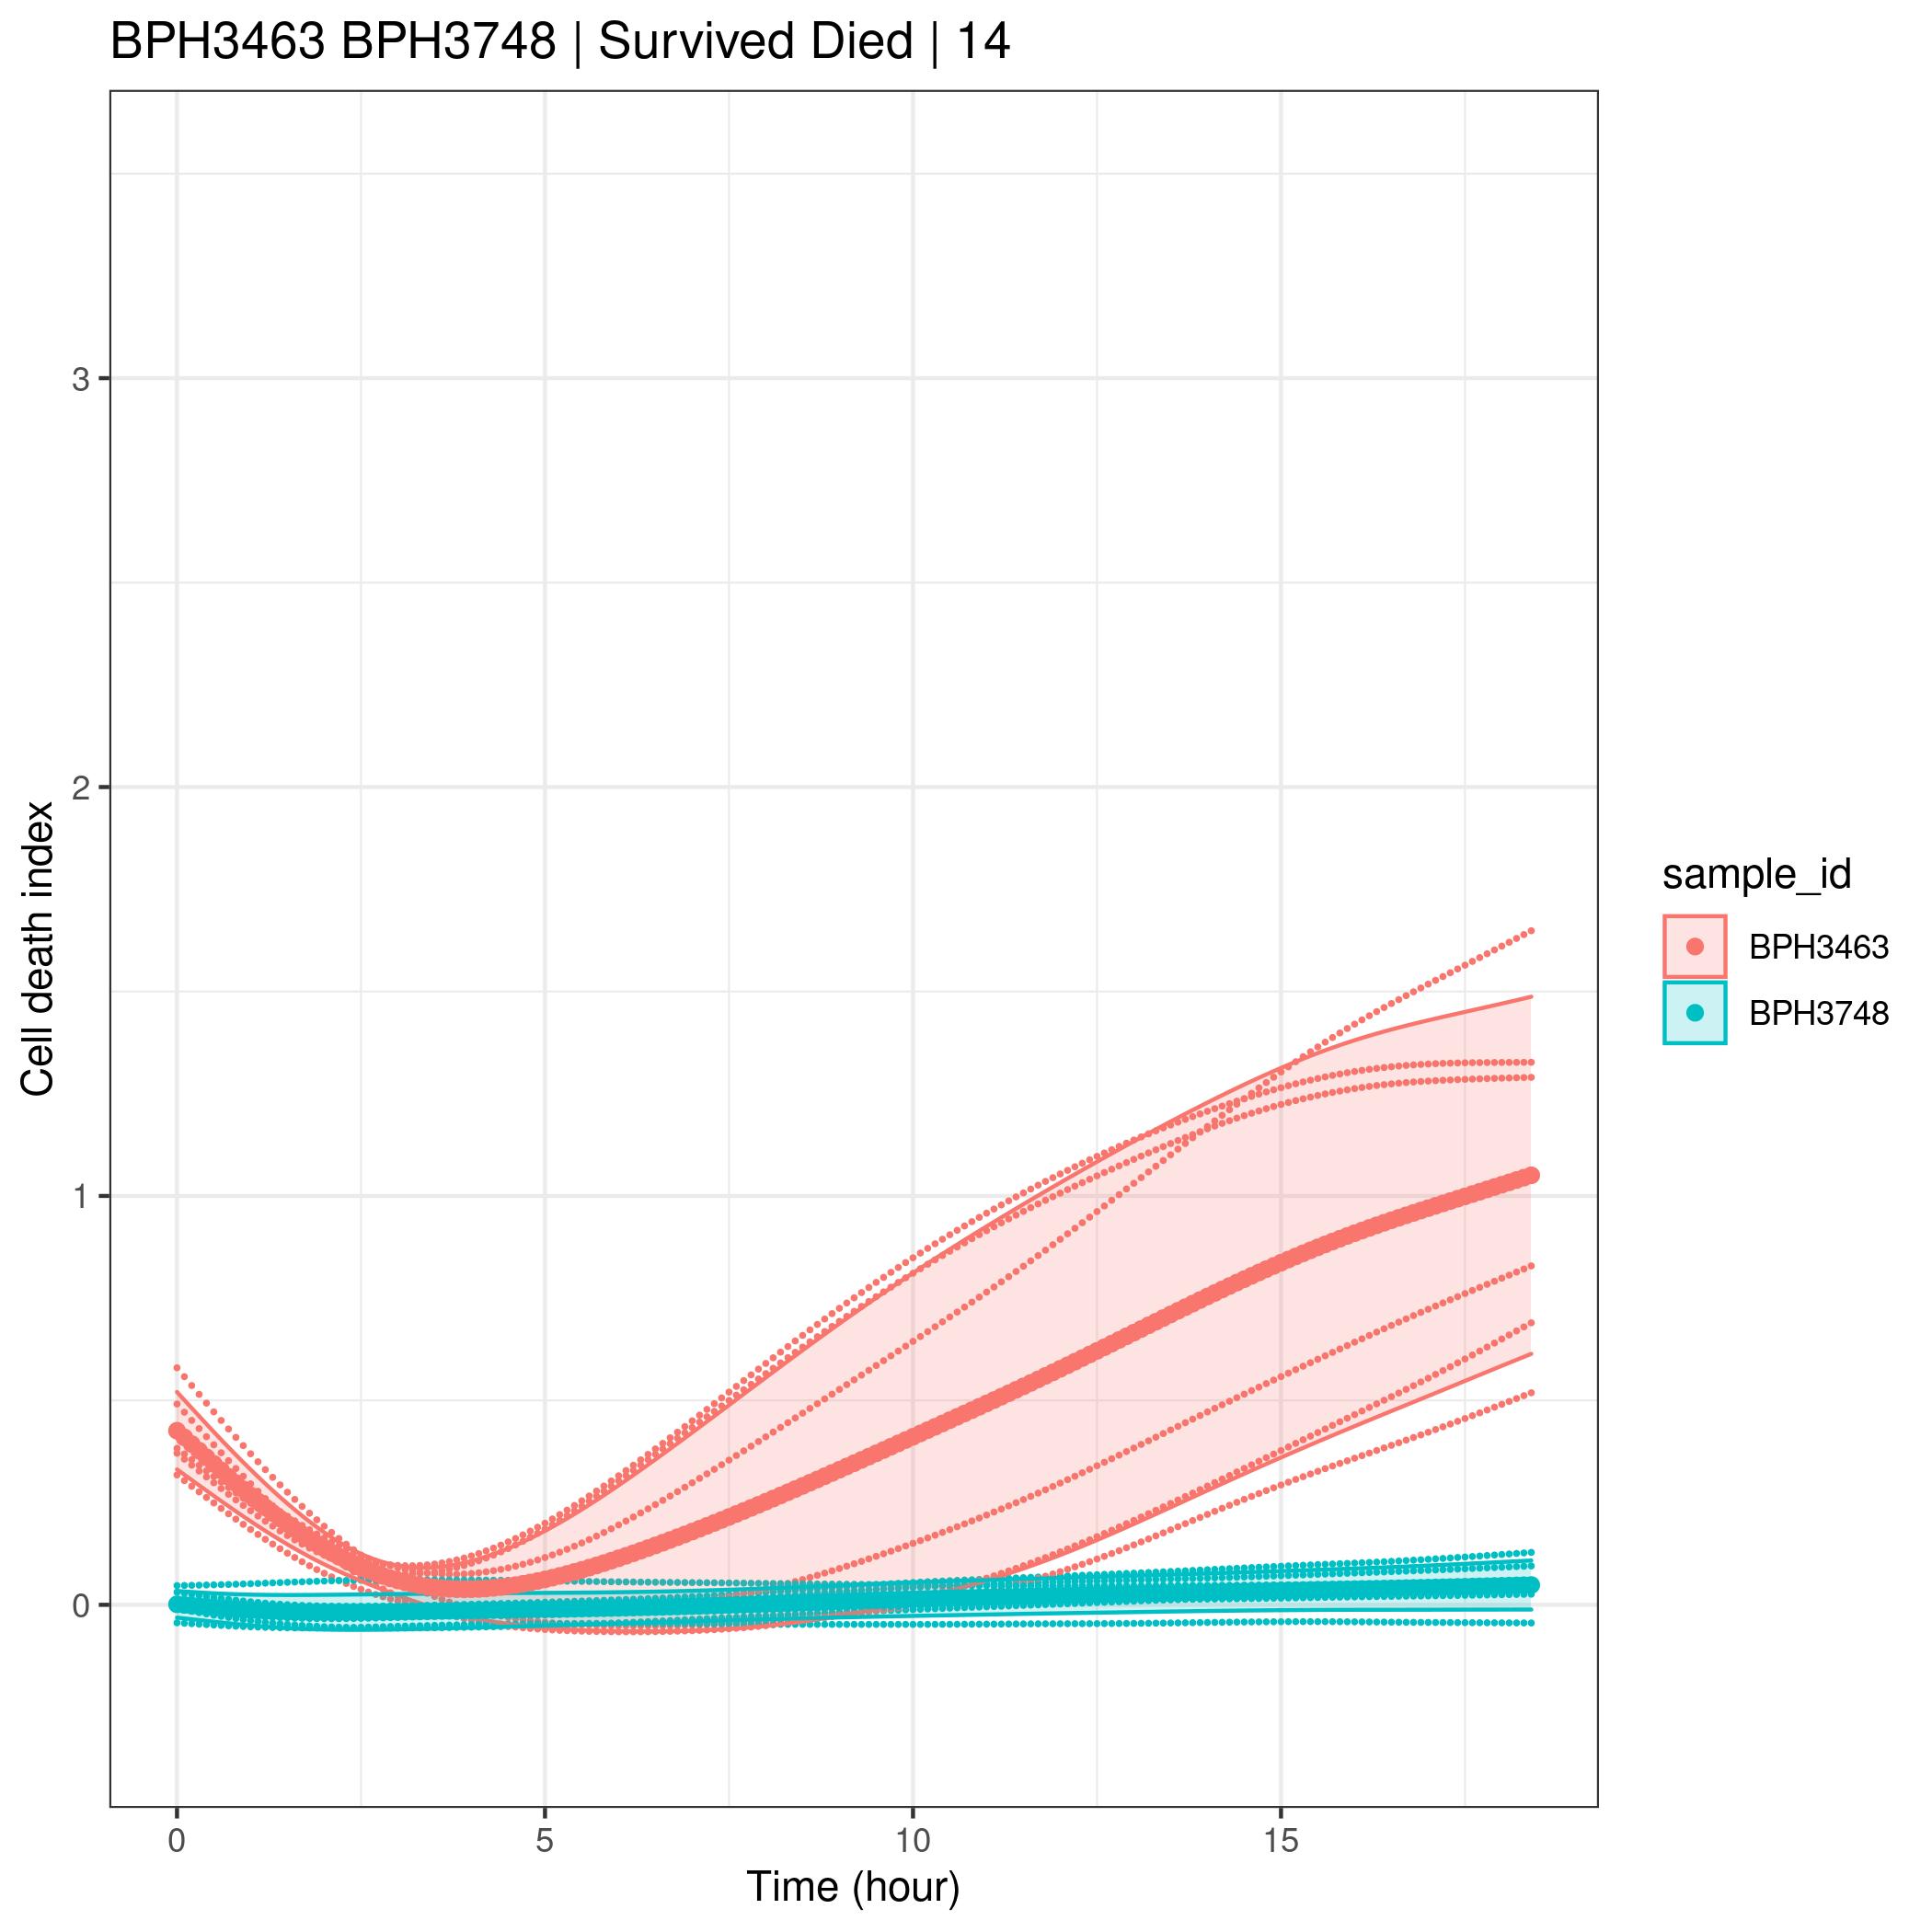 BPH3463 BPH3748 | Survived Died | 14
3
2
1
0
Cell death index
0 5 10 15
Time (hour)
sample_id
BPH3463
BPH3748